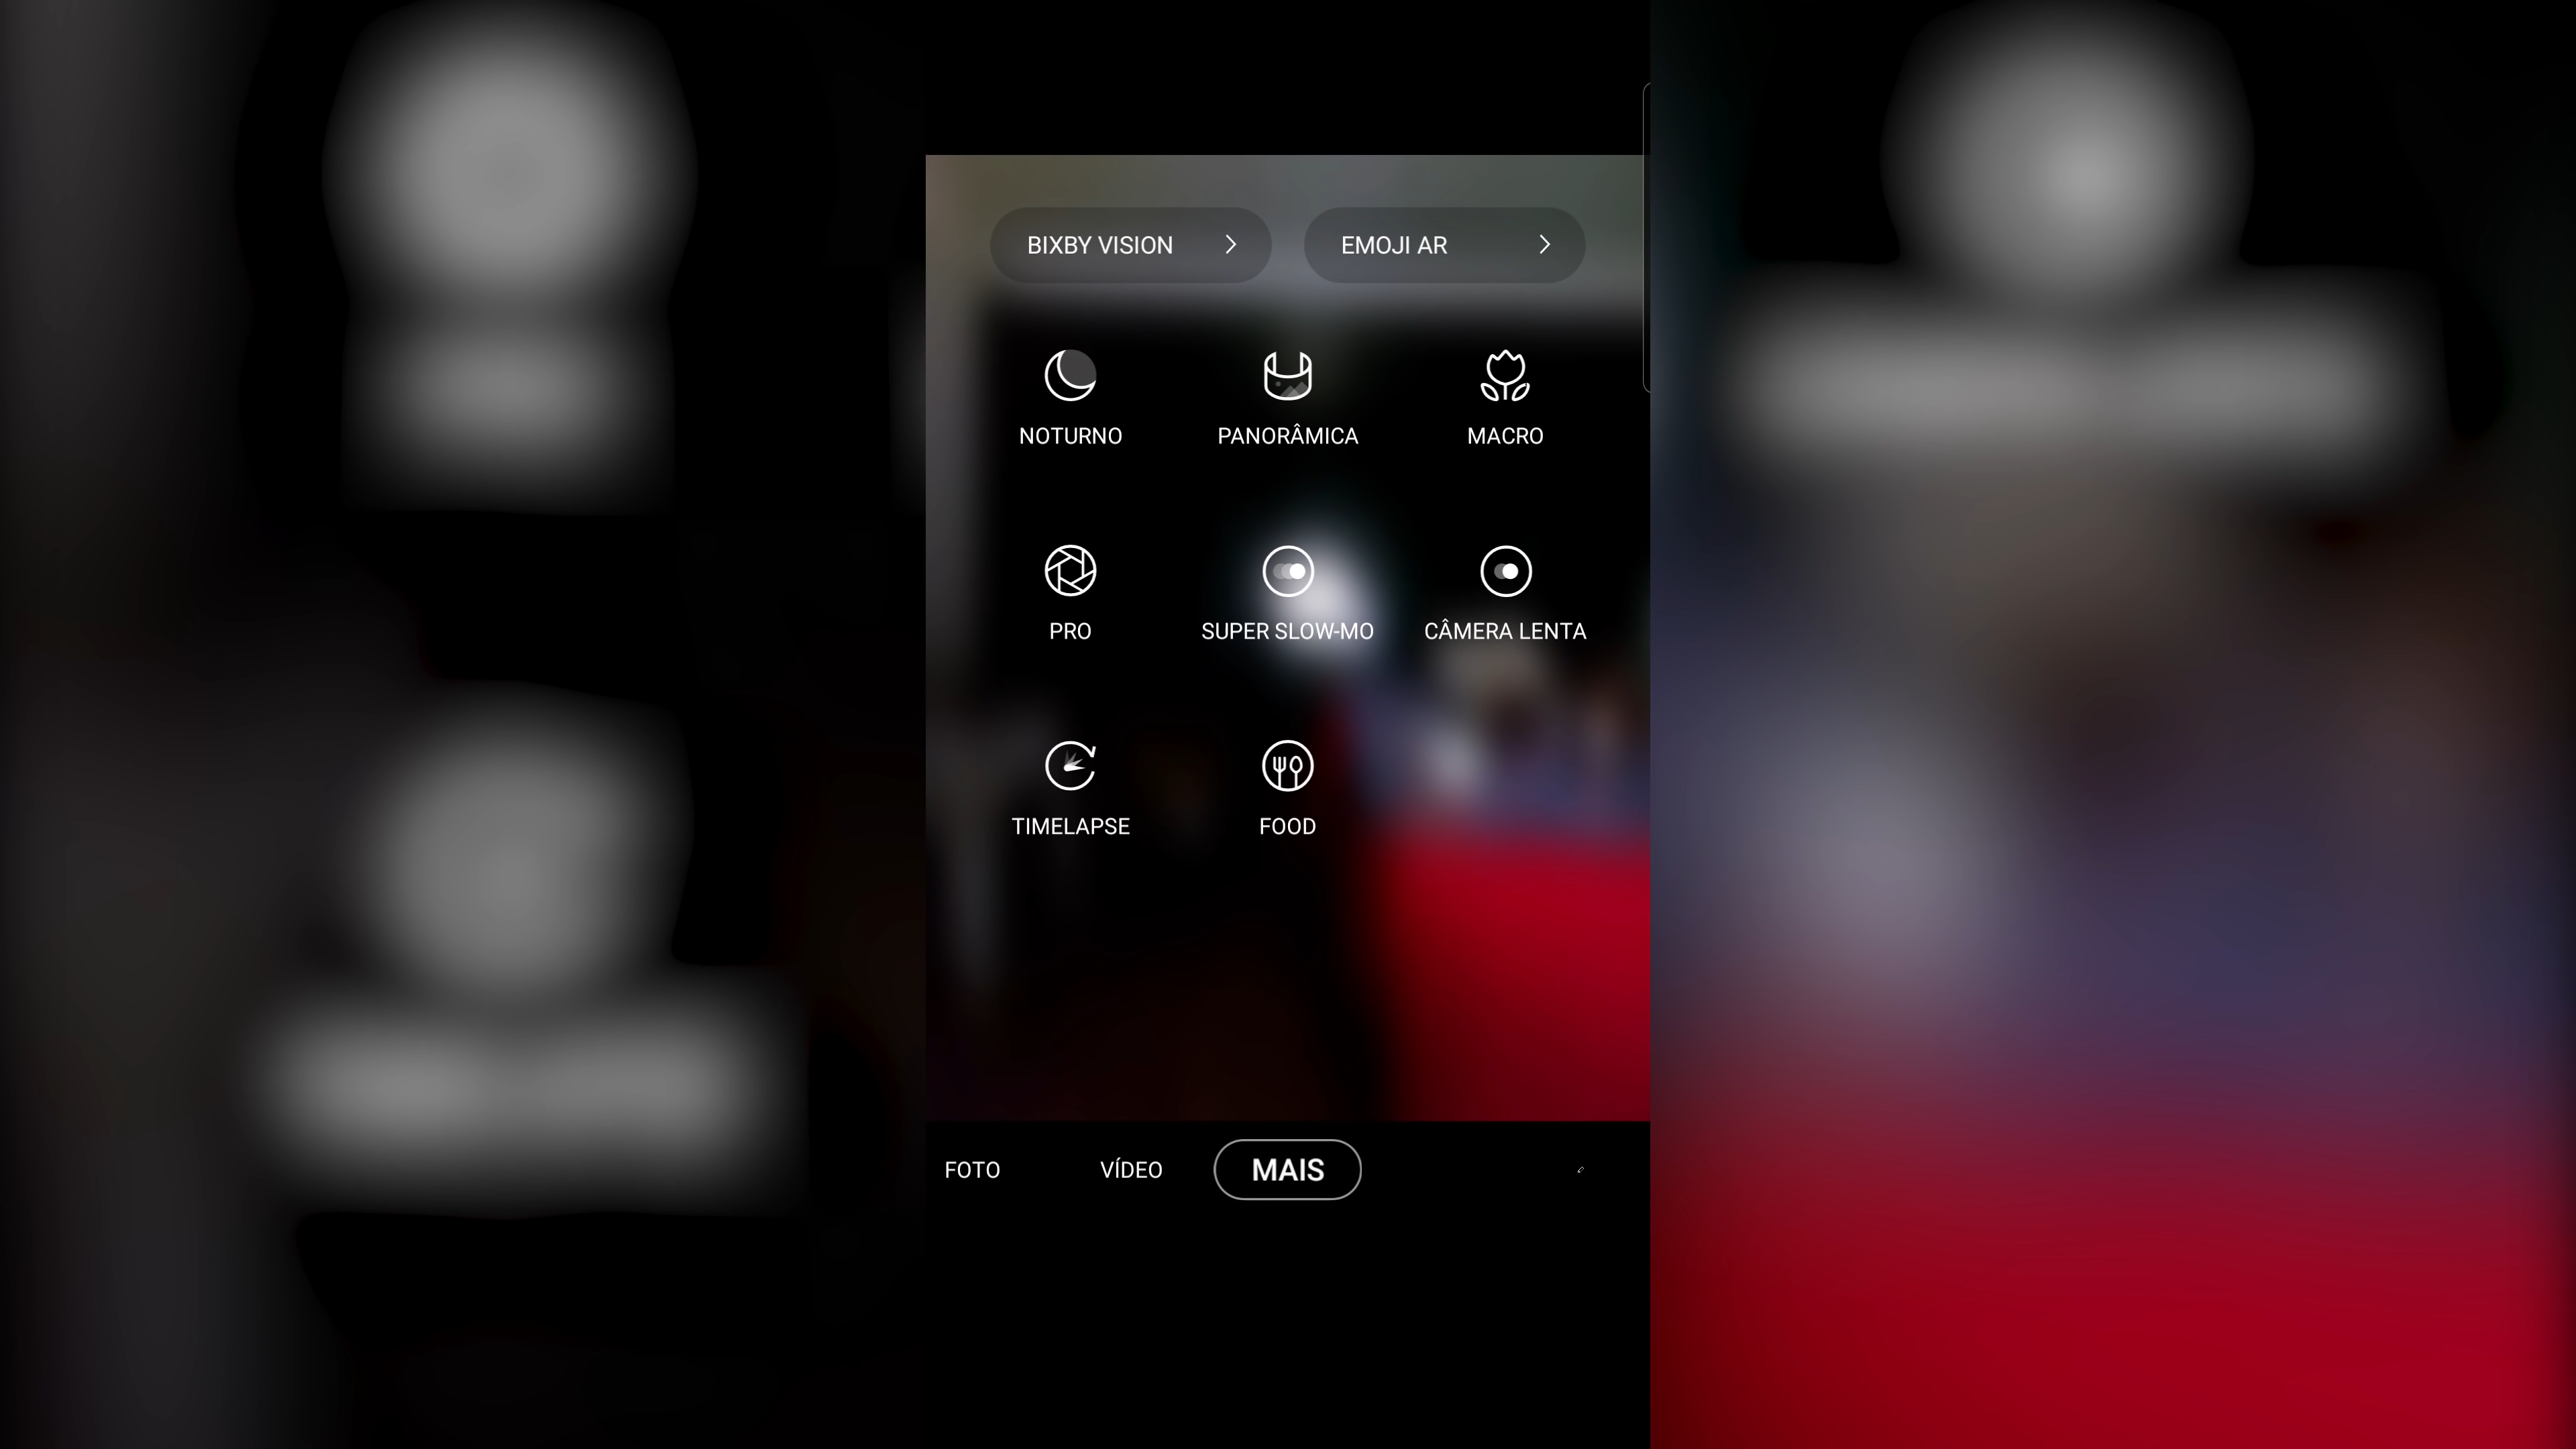 BIXBY VISION
EMOJI AR
NOTURNO
PANORÂMICA
MACRO
PRO
SUPER SLOW-MO
CÂMERA LENTA
TIMELAPSE
FOOD
FOTO
VÍDEO
MAIS